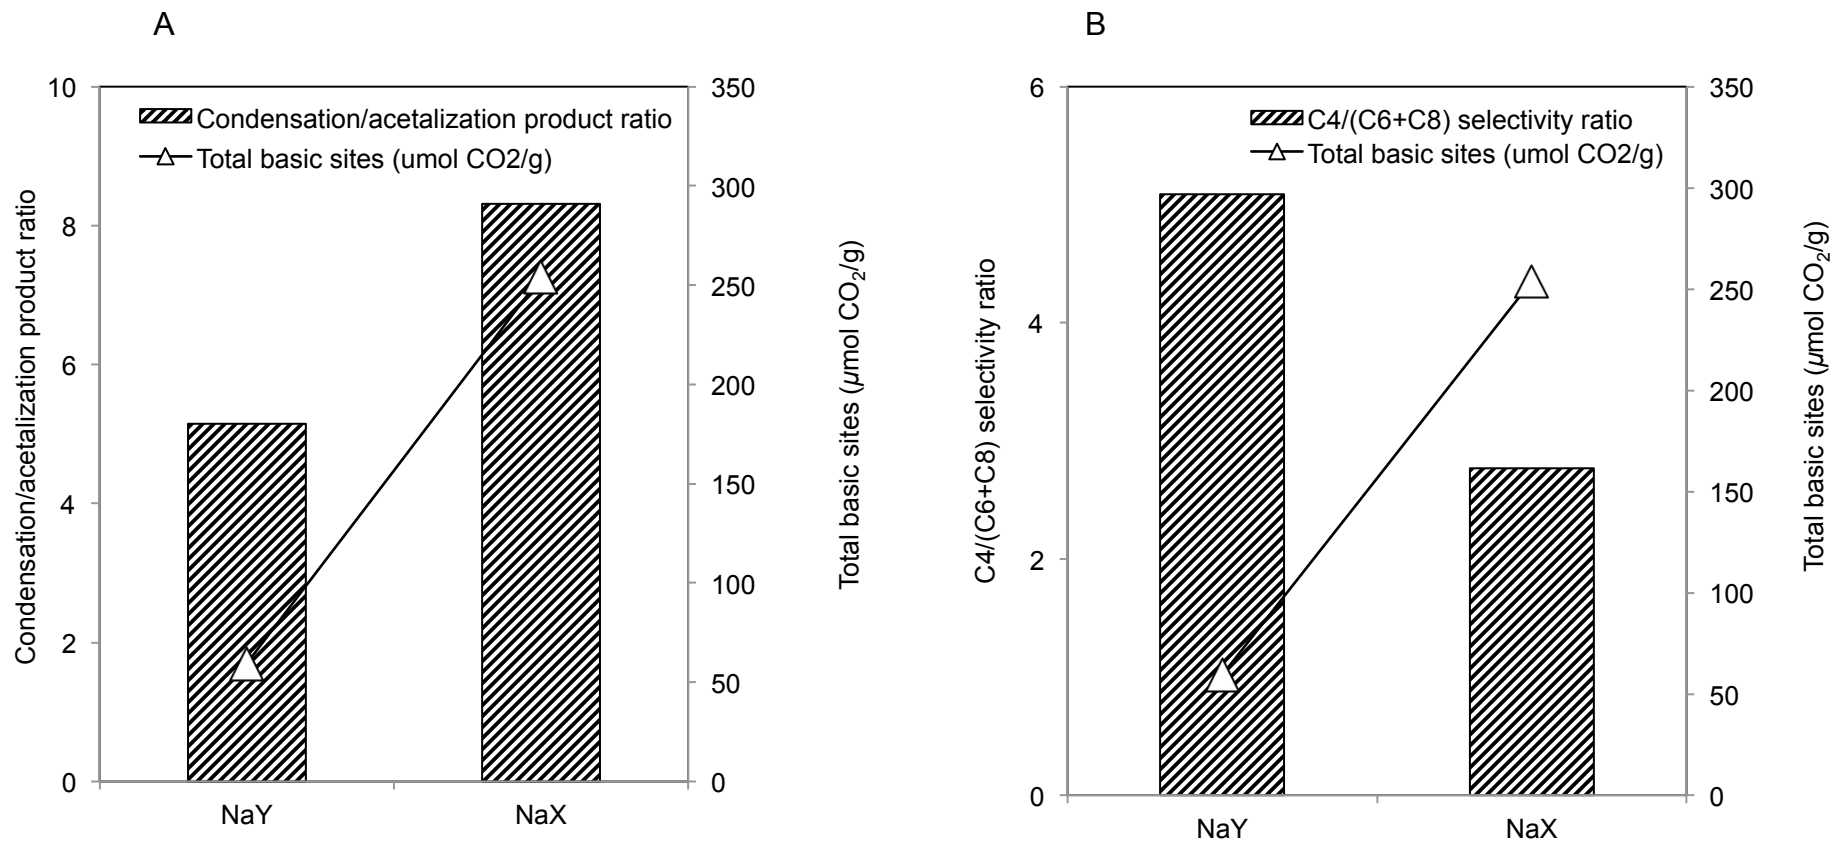 A
Condensation/acetalization product ratio
10
8
6
4
2
0
Condensation/acetalization product ratio
Total basic sites (umol CO2/g)
350
300
250
200
150
100
50
0
Total basic sites (µmol CO₂/g)
NaY
NaX
B
C4/(C6+C8) selectivity ratio
6
4
2
0
C4/(C6+C8) selectivity ratio
Total basic sites (umol CO2/g)
350
300
250
200
150
100
50
0
Total basic sites (µmol CO₂/g)
NaY
NaX